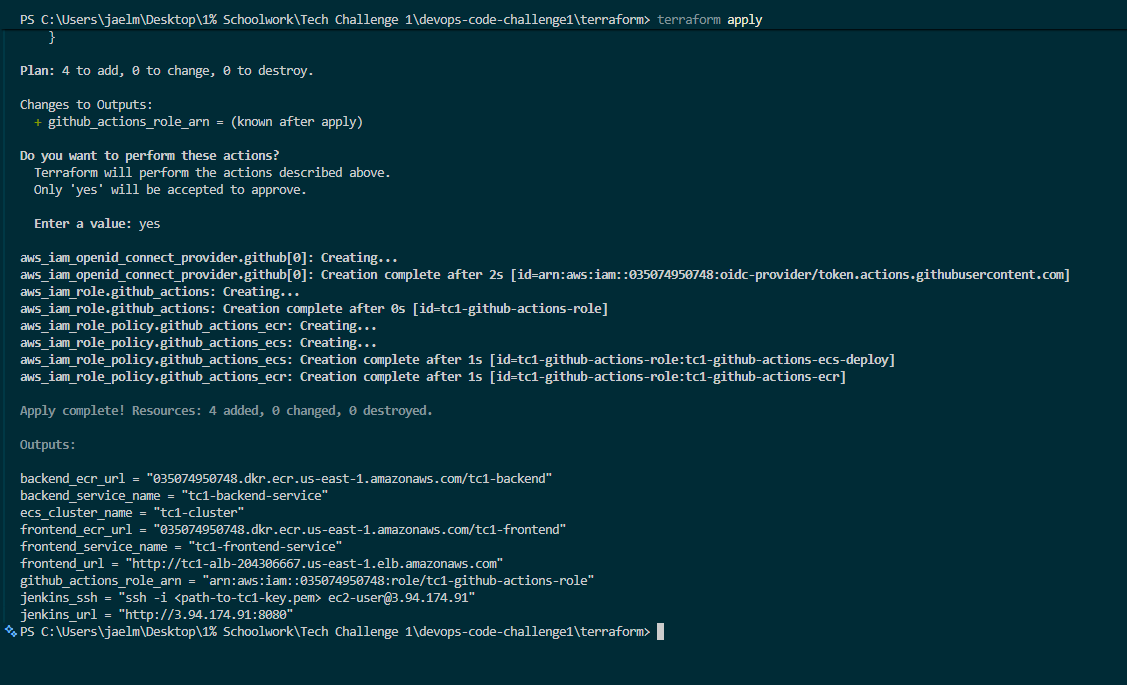 PS C:\Users\jaelm\Desktop\1% Schoolwork\Tech Challenge 1\devops-code-challenge1\terraform> terraform apply
    }
Plan: 4 to add, 0 to change, 0 to destroy.
Changes to Outputs:
  + github_actions_role_arn = (known after apply)
Do you want to perform these actions?
  Terraform will perform the actions described above.
  Only 'yes' will be accepted to approve.
  Enter a value: yes
aws_iam_openid_connect_provider.github[0]: Creating...
aws_iam_openid_connect_provider.github[0]: Creation complete after 2s [id=arn:aws:iam::035074950748:oidc-provider/token.actions.githubusercontent.com]
aws_iam_role.github_actions: Creating...
aws_iam_role.github_actions: Creation complete after 0s [id=tc1-github-actions-role]
aws_iam_role_policy.github_actions_ecr: Creating...
aws_iam_role_policy.github_actions_ecs: Creating...
aws_iam_role_policy.github_actions_ecs: Creation complete after 1s [id=tc1-github-actions-role:tc1-github-actions-ecs-deploy]
aws_iam_role_policy.github_actions_ecr: Creation complete after 1s [id=tc1-github-actions-role:tc1-github-actions-ecr]
Apply complete! Resources: 4 added, 0 changed, 0 destroyed.
Outputs:
backend_ecr_url = "035074950748.dkr.ecr.us-east-1.amazonaws.com/tc1-backend"
backend_service_name = "tc1-backend-service"
ecs_cluster_name = "tc1-cluster"
frontend_ecr_url = "035074950748.dkr.ecr.us-east-1.amazonaws.com/tc1-frontend"
frontend_service_name = "tc1-frontend-service"
frontend_url = "http://tc1-alb-204306667.us-east-1.elb.amazonaws.com"
github_actions_role_arn = "arn:aws:iam::035074950748:role/tc1-github-actions-role"
jenkins_ssh = "ssh -i <path-to-tc1-key.pem> ec2-user@3.94.174.91"
jenkins_url = "http://3.94.174.91:8080"
PS C:\Users\jaelm\Desktop\1% Schoolwork\Tech Challenge 1\devops-code-challenge1\terraform>